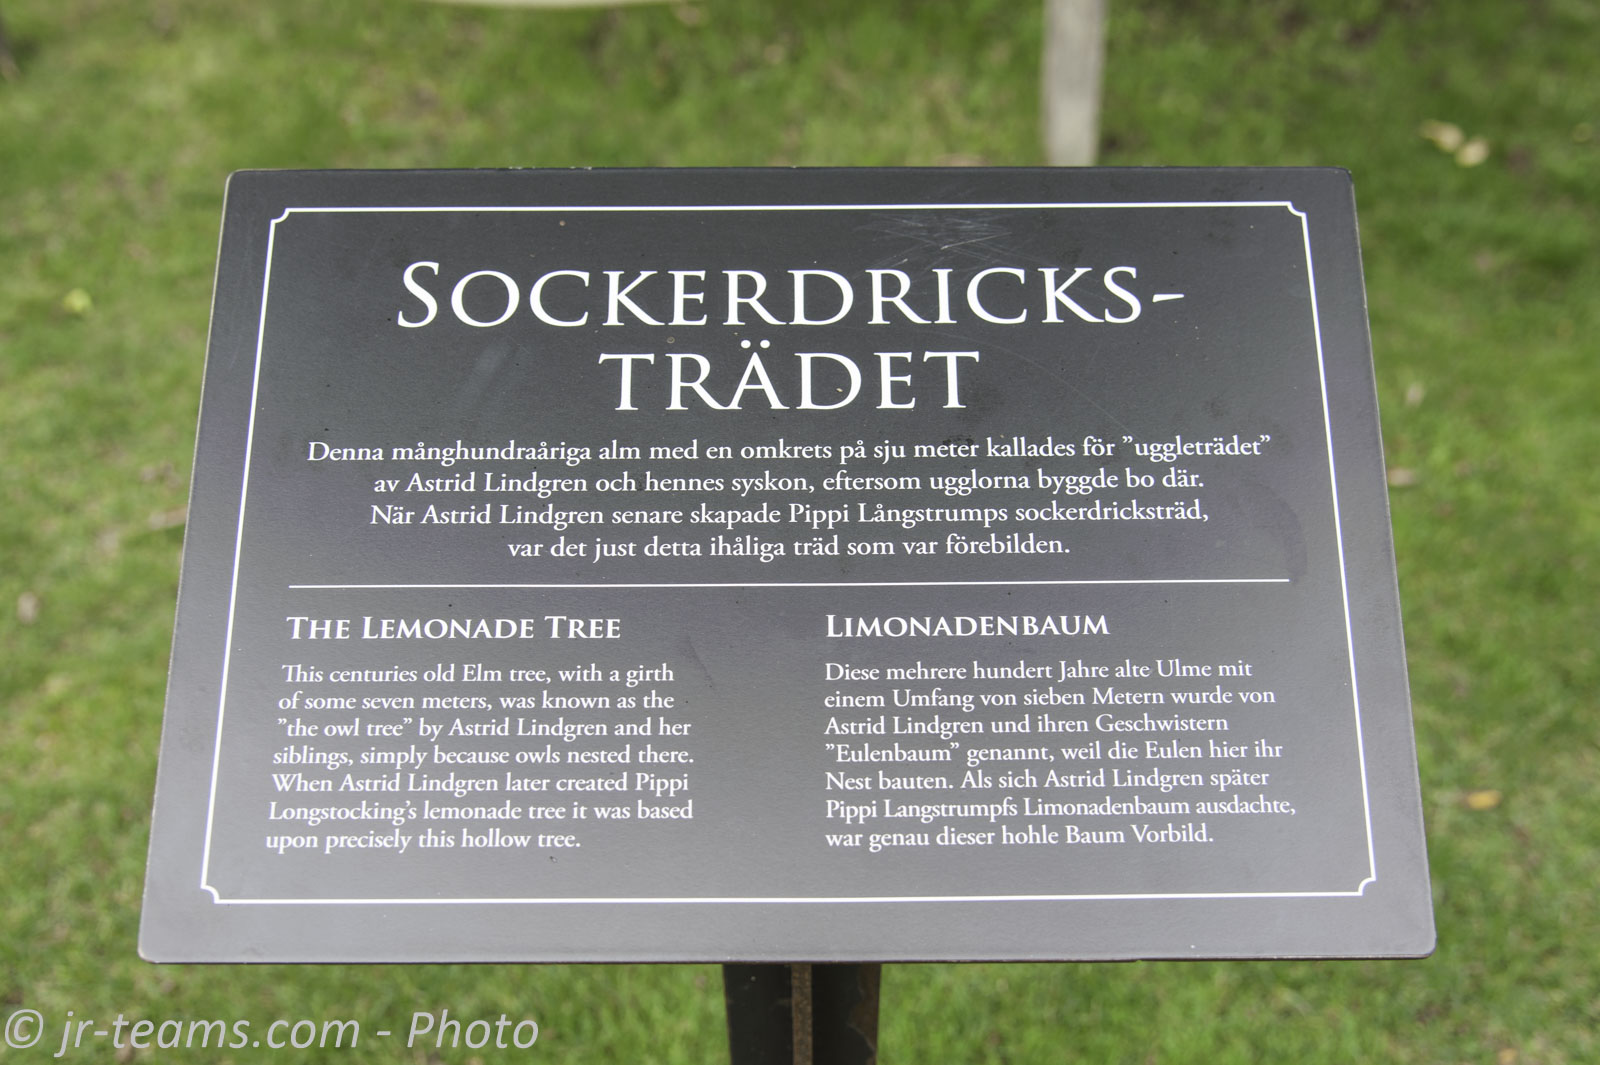 SOCKERDRICKS-
TRÄDET
Denna månghundraåriga alm med en omkrets på sju meter kallades för ”uggleträdet”
av Astrid Lindgren och hennes syskon, eftersom ugglorna byggde bo där.
När Astrid Lindgren senare skapade Pippi Långstrumps sockerdricksträd,
var det just detta ihåliga träd som var förebilden.
THE LEMONADE TREE
This centuries old Elm tree, with a girth
of some seven meters, was known as the
”the owl tree” by Astrid Lindgren and her
siblings, simply because owls nested there.
When Astrid Lindgren later created Pippi
Longstocking’s lemonade tree it was based
upon precisely this hollow tree.
LIMONADENBAUM
Diese mehrere hundert Jahre alte Ulme mit
einem Umfang von sieben Metern wurde von
Astrid Lindgren und ihren Geschwistern
”Eulenbaum” genannt, weil die Eulen hier ihr
Nest bauten. Als sich Astrid Lindgren später
Pippi Langstrumpfs Limonadenbaum ausdachte,
war genau dieser hohle Baum Vorbild.
© jr-teams.com - Photo